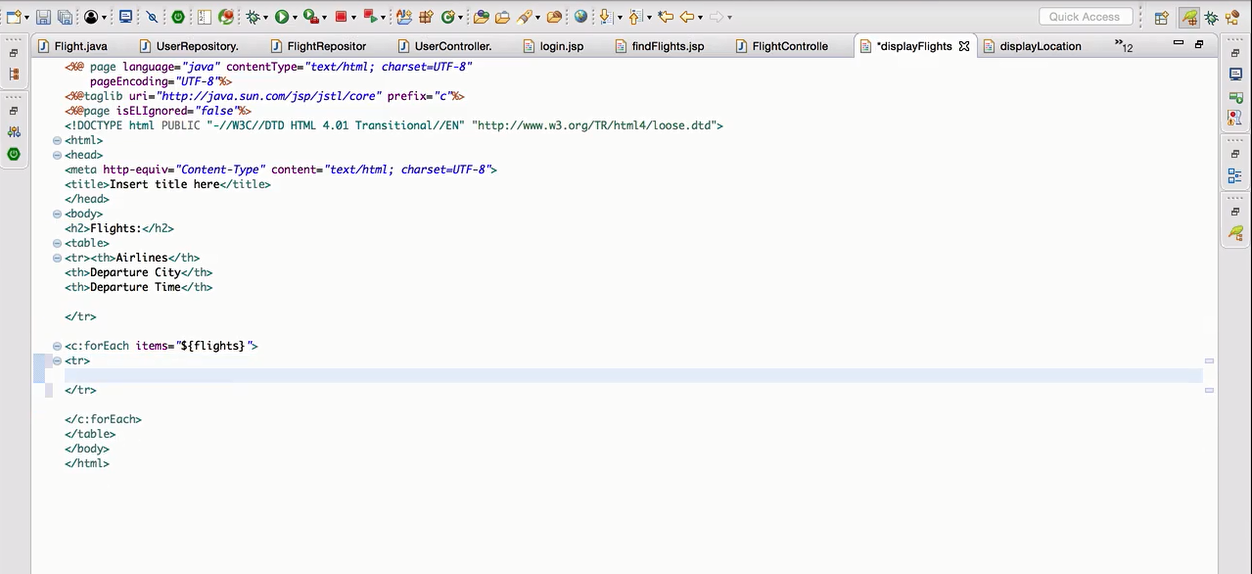 Quick Access
Flight.java
UserRepository.
FlightRepositor
UserController.
login.jsp
findFlights.jsp
FlightControlle
*displayFlights
displayLocation
»12
<%@ page language="java" contentType="text/html; charset=UTF-8"
pageEncoding="UTF-8"%>
<%@taglib uri="http://java.sun.com/jsp/jstl/core" prefix="c"%>
<%@page isELIgnored="false"%>
<!DOCTYPE html PUBLIC "-//W3C//DTD HTML 4.01 Transitional//EN" "http://www.w3.org/TR/html4/loose.dtd">
<html>
<head>
<meta http-equiv="Content-Type" content="text/html; charset=UTF-8">
<title>Insert title here</title>
</head>
<body>
<h2>Flights:</h2>
<table>
<tr><th>Airlines</th>
<th>Departure City</th>
<th>Departure Time</th>
</tr>
<c:forEach items="${flights}">
<tr>
</tr>
</c:forEach>
</table>
</body>
</html>